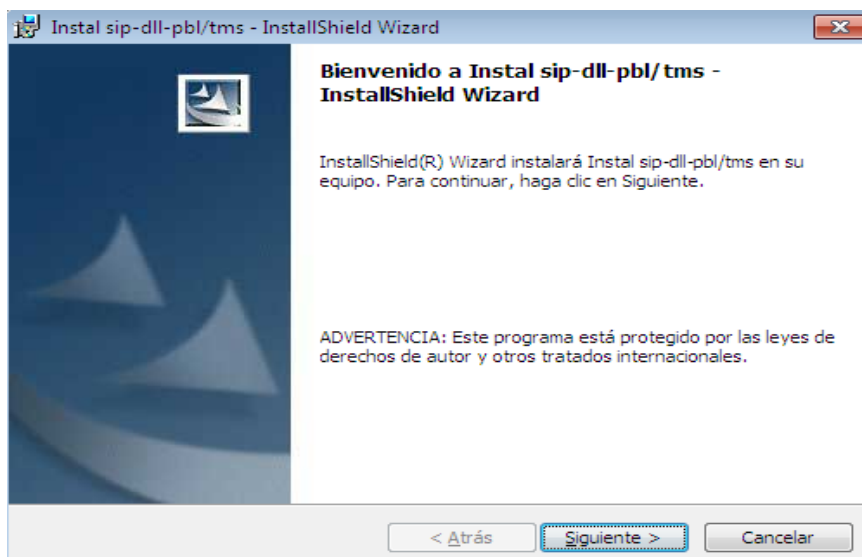 Instal sip-dll-pbl/tms - InstallShield Wizard
Bienvenido a Instal sip-dll-pbl/tms -
InstallShield Wizard
InstallShield(R) Wizard instalará Instal sip-dll-pbl/tms en su
equipo. Para continuar, haga clic en Siguiente.
ADVERTENCIA: Este programa está protegido por las leyes de
derechos de autor y otros tratados internacionales.
< Atrás
Siguiente >
Cancelar